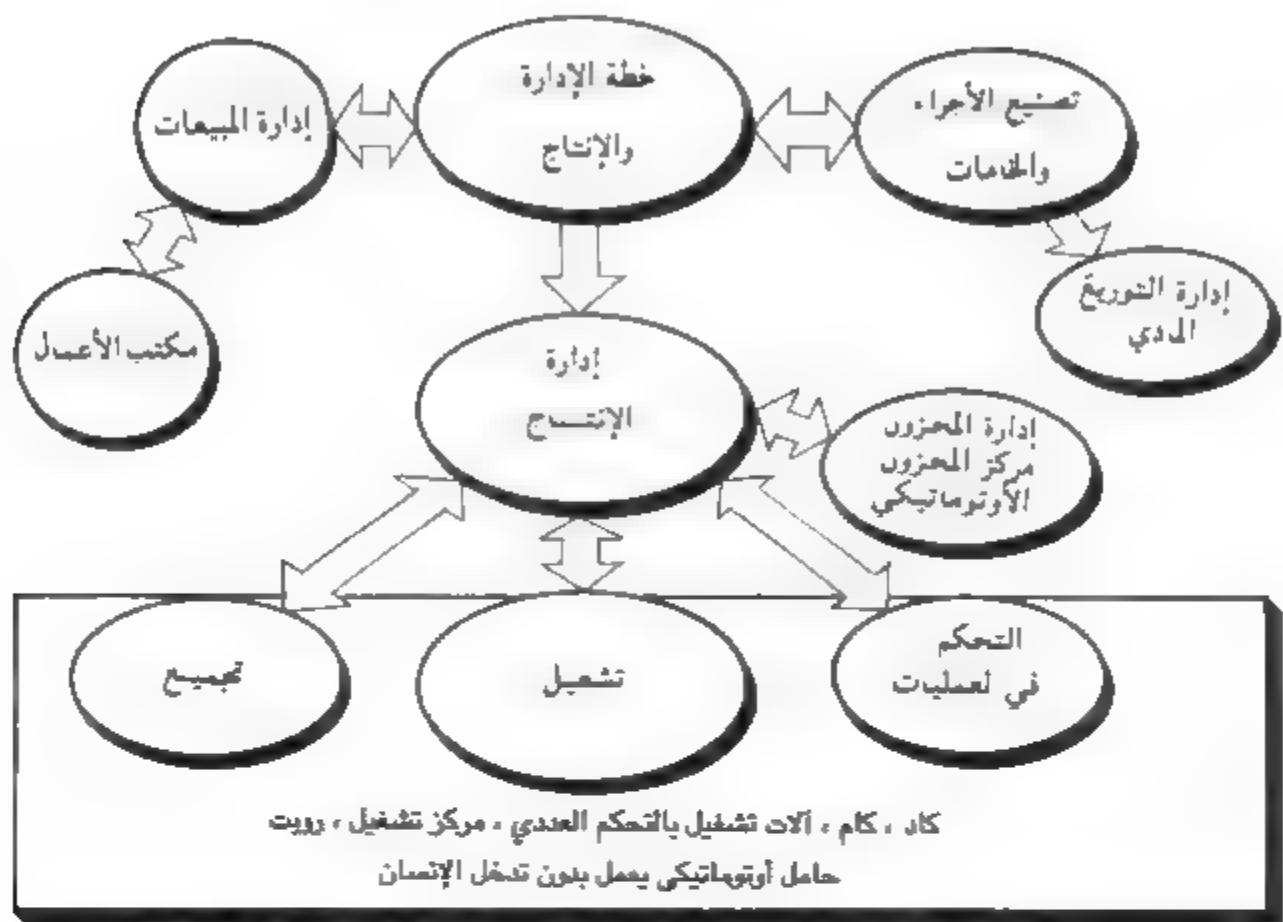 خطة الإدارة
والإنتاج
تصنيع الأجزاء
والخامات
إدارة المبيعات
إدارة التوزيع
المادي
مكتب الأعمال
إدارة
الإنتــاج
إدارة المخزون
مركز المخزون
الأوتوماتيكي
التحكم
في لعمليات
تشغيل
تجميع
كاد ، كام ، آلات تشغيل بالتحكم العددي ، مركز تشغيل ، روبت
حامل أوتوماتيكي يعمل بدون تدخل الإنسان